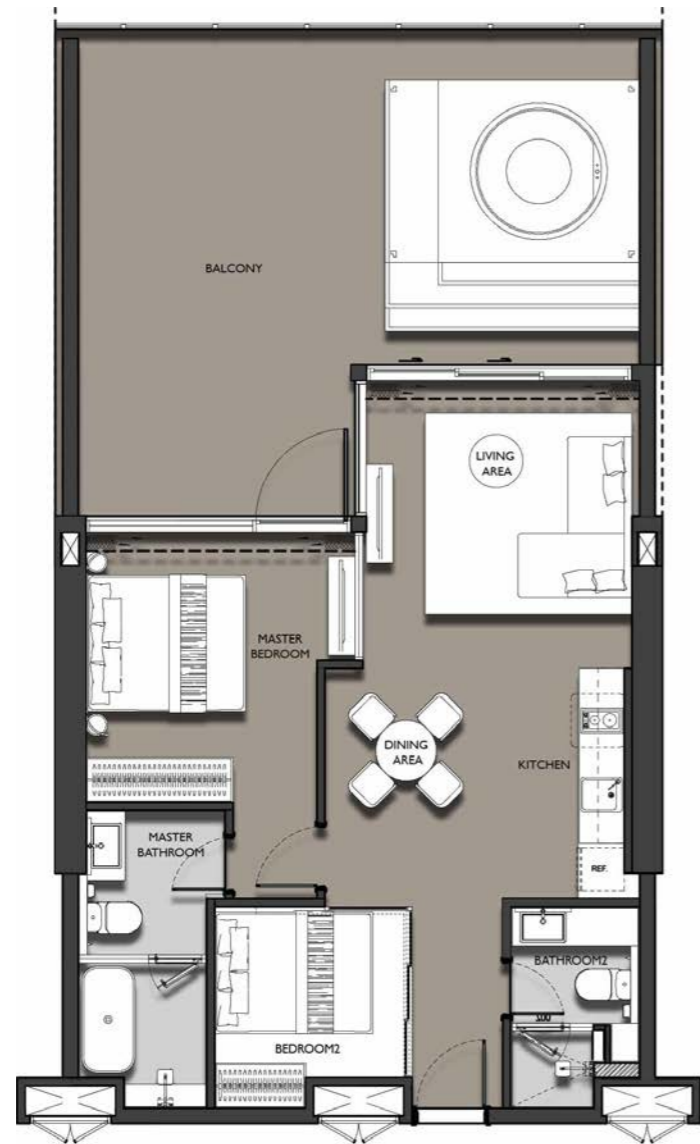 BALCONY
LIVING
AREA
MASTER
BEDROOM
DINING
AREA
KITCHEN
MASTER
BATHROOM
REF.
BATHROOM2
BEDROOM2